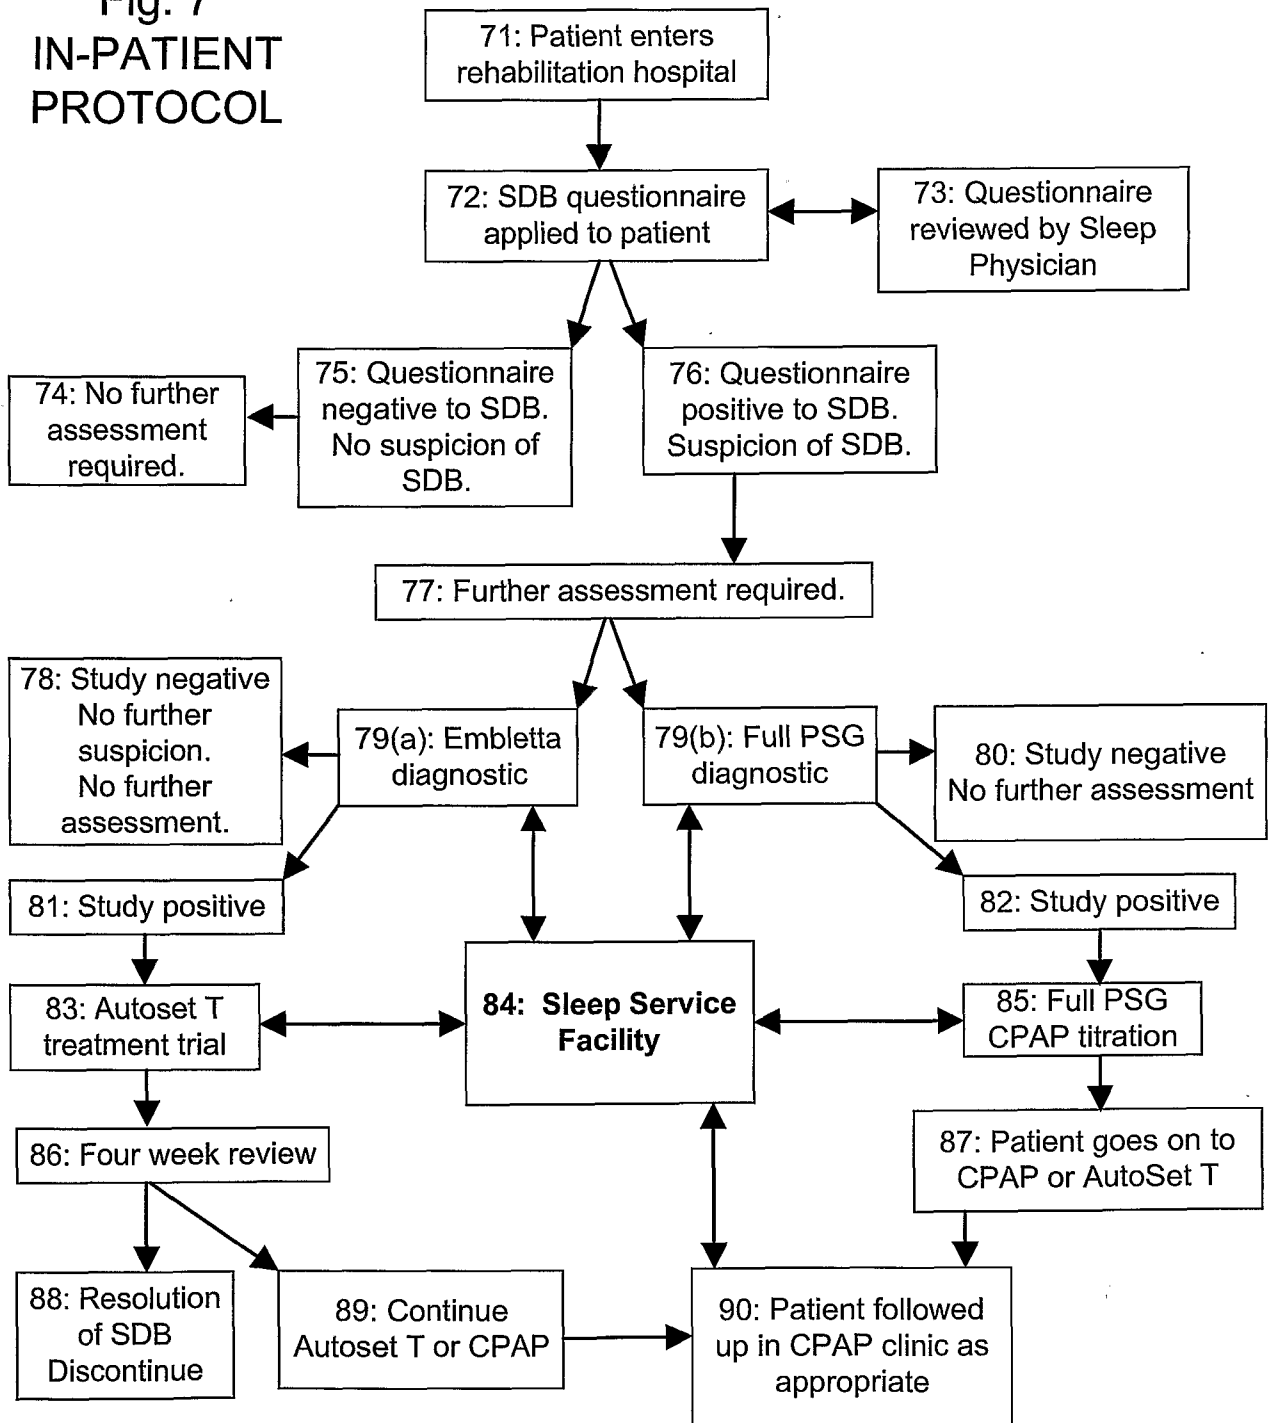 Fig. 7
IN-PATIENT
PROTOCOL
71: Patient enters
rehabilitation hospital
72: SDB questionnaire
applied to patient
73: Questionnaire
reviewed by Sleep
Physician
74: No further
assessment
required.
75: Questionnaire
negative to SDB.
No suspicion of
SDB.
76: Questionnaire
positive to SDB.
Suspicion of SDB.
77: Further assessment required.
78: Study negative
No further
suspicion.
No further
assessment.
79(a): Embletta
diagnostic
79(b): Full PSG
diagnostic
80: Study negative
No further assessment
81: Study positive
82: Study positive
83: Autoset T
treatment trial
84: Sleep Service
Facility
85: Full PSG
CPAP titration
86: Four week review
87: Patient goes on to
CPAP or AutoSet T
88: Resolution
of SDB
Discontinue
89: Continue
Autoset T or CPAP
90: Patient followed
up in CPAP clinic as
appropriate